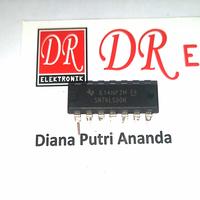 DR
ELEKTRONIK
DR E
SN74LS00N
Diana Putri Ananda